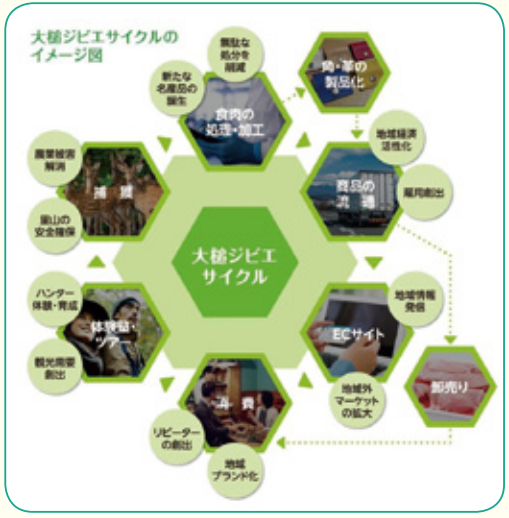 大槌ジビエサイクルの
イメージ図
無駄な
処分を
削減
新たな
名産品の
誕生
食肉の
処理・加工
角・革の
製品化
地域経済
活性化
商品の
流通
雇用創出
農業被害
解消
捕獲
里山の
安全確保
大槌ジビエ
サイクル
ハンター
体験・育成
体験塾・
ツアー
観光需要
創出
地域情報
発信
ECサイト
地域外
マーケット
の拡大
卸売り
消費
リピーター
の創出
地域
ブランド化